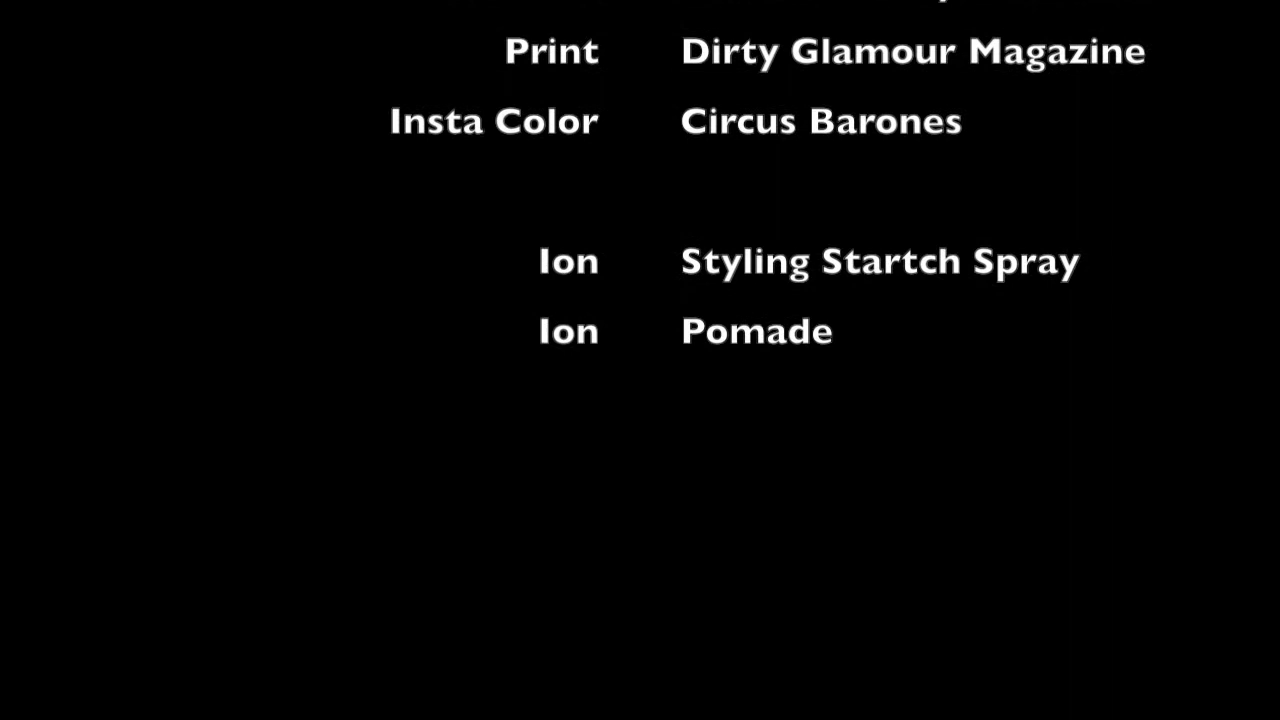 Print Dirty Glamour Magazine
Insta Color Circus Barones
Ion Styling Startch Spray
Ion Pomade